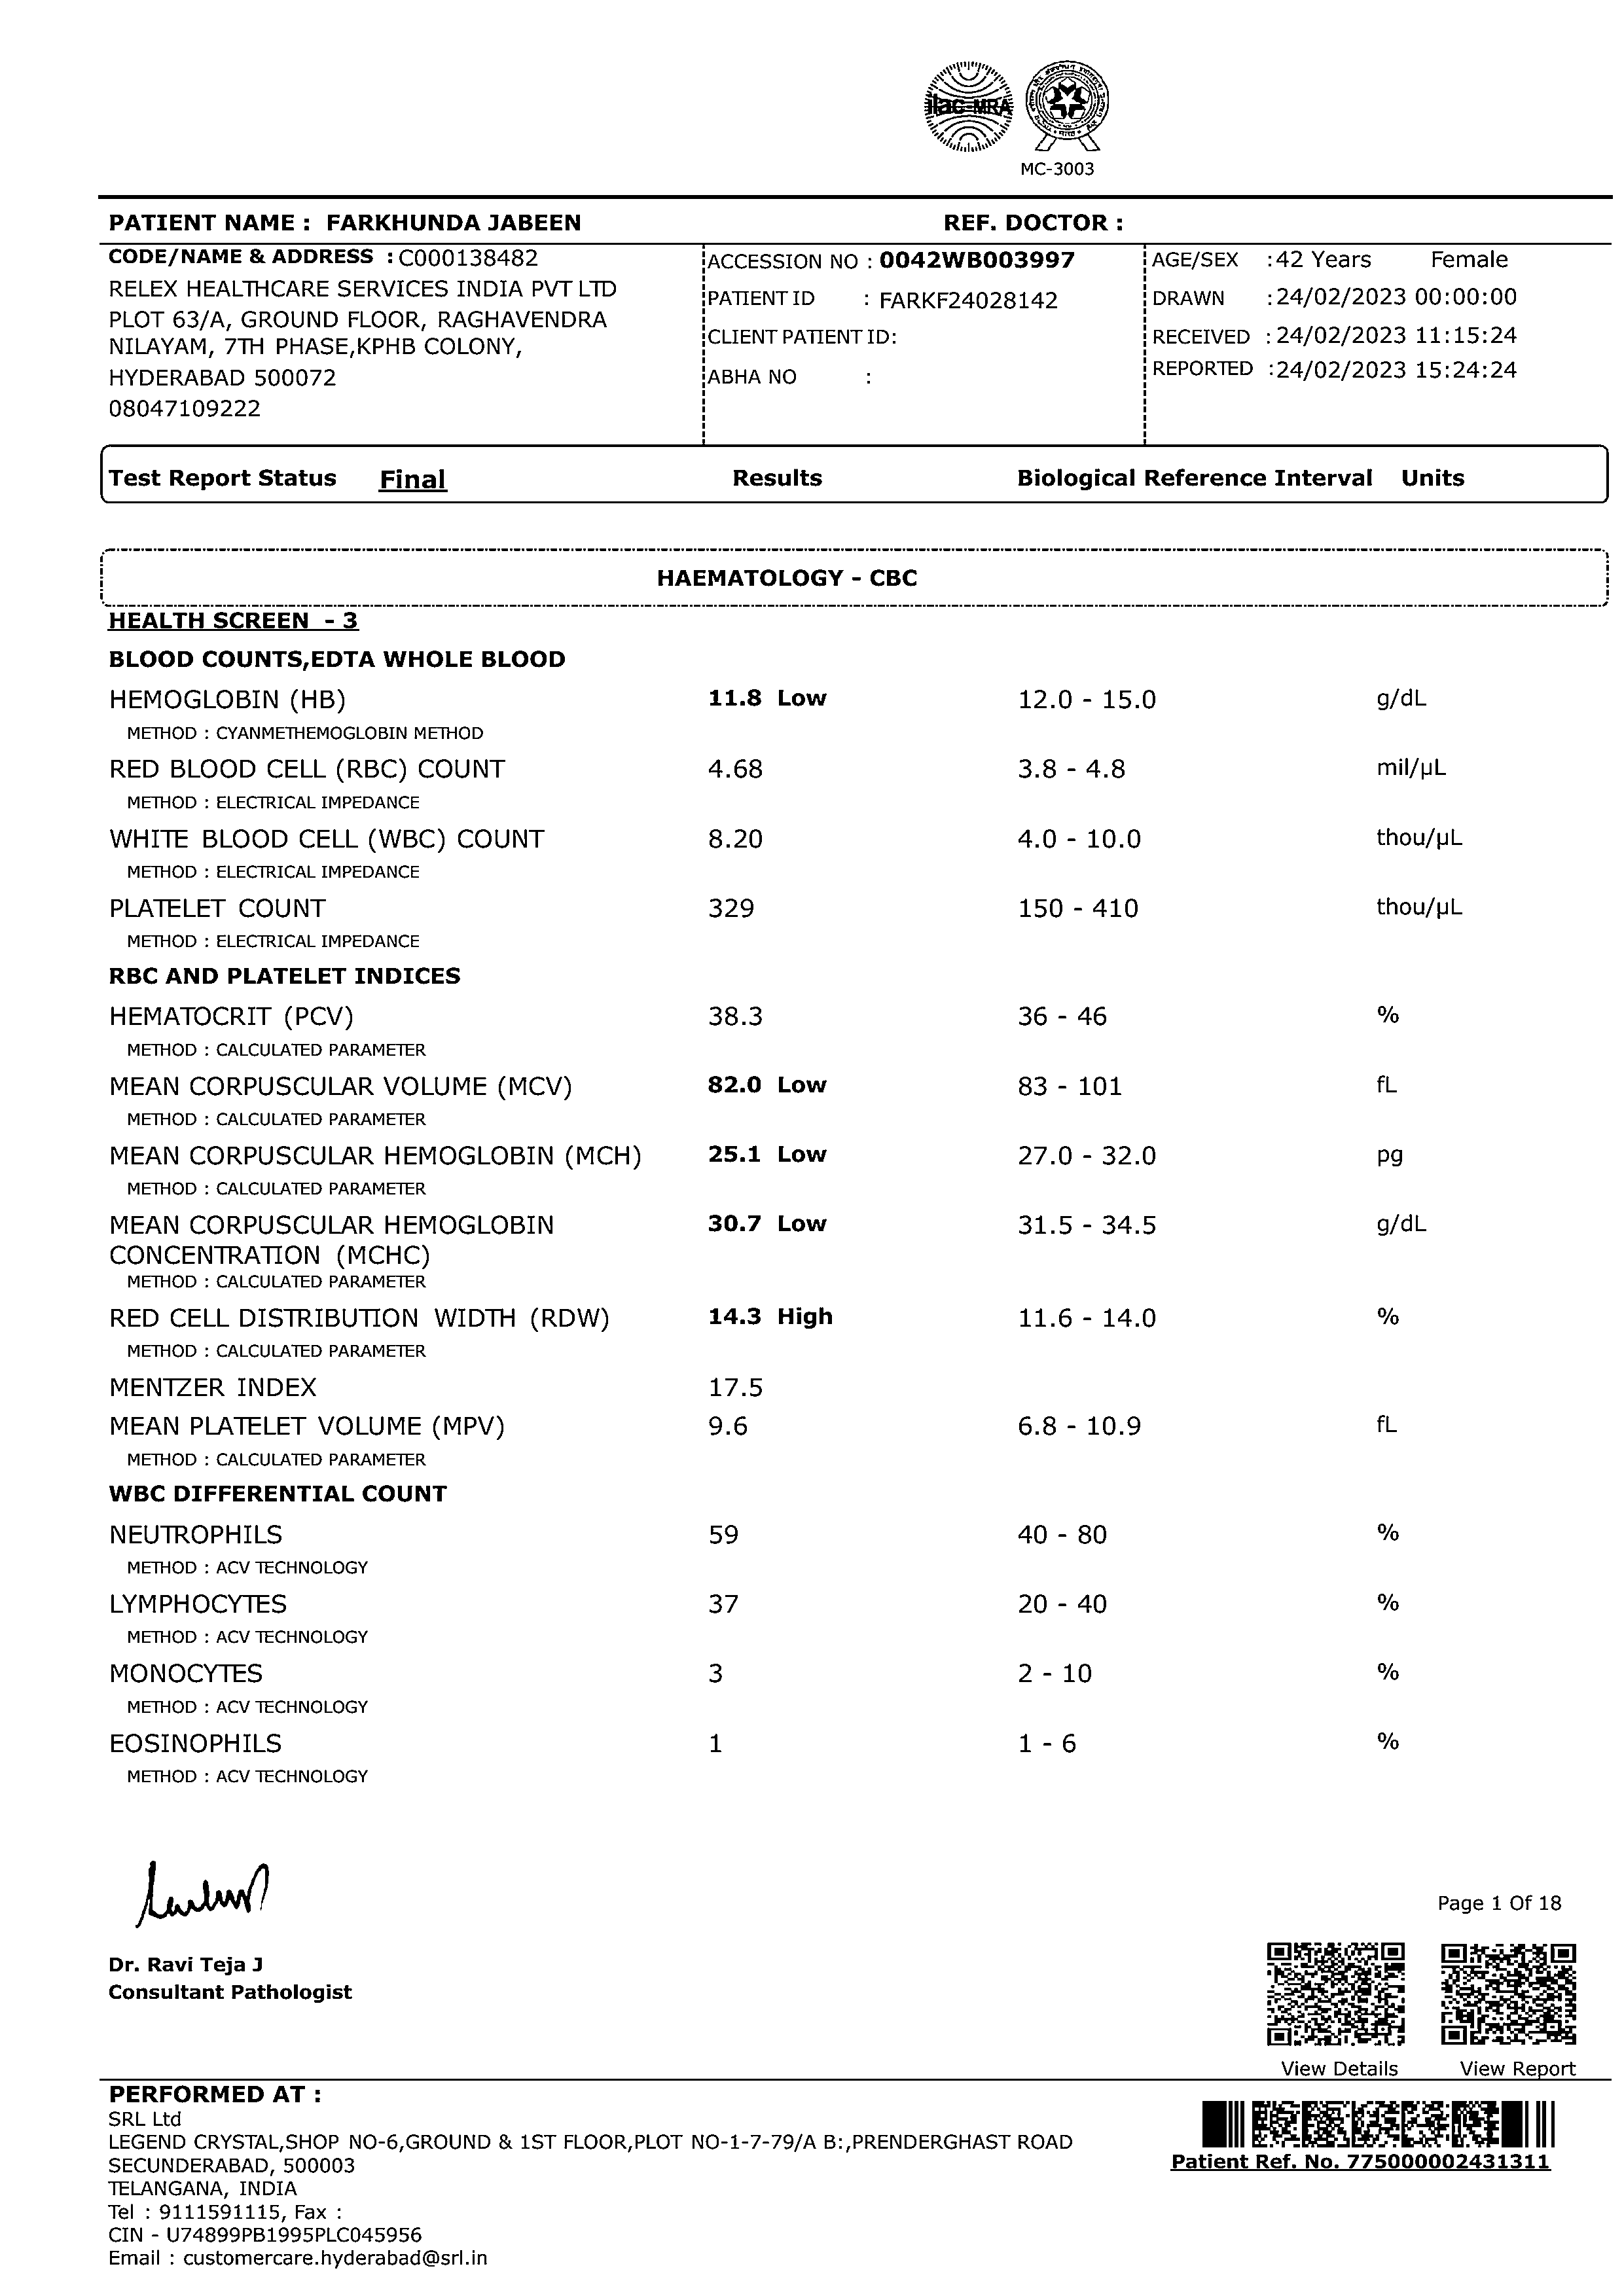 ilac-MRA
MC-3003
PATIENT NAME : FARKHUNDA JABEEN REF. DOCTOR :
CODE/NAME & ADDRESS : C000138482
RELEX HEALTHCARE SERVICES INDIA PVT LTD
PLOT 63/A, GROUND FLOOR, RAGHAVENDRA
NILAYAM, 7TH PHASE,KPHB COLONY,
HYDERABAD 500072
08047109222
ACCESSION NO : 0042WB003997
PATIENT ID : FARKF24028142
CLIENT PATIENT ID:
ABHA NO :
AGE/SEX : 42 Years Female
DRAWN : 24/02/2023 00:00:00
RECEIVED : 24/02/2023 11:15:24
REPORTED : 24/02/2023 15:24:24
Test Report Status Final Results Biological Reference Interval Units
HAEMATOLOGY - CBC
HEALTH SCREEN - 3
BLOOD COUNTS,EDTA WHOLE BLOOD
HEMOGLOBIN (HB) 11.8 Low 12.0 - 15.0 g/dL
METHOD : CYANMETHEMOGLOBIN METHOD
RED BLOOD CELL (RBC) COUNT 4.68 3.8 - 4.8 mil/µL
METHOD : ELECTRICAL IMPEDANCE
WHITE BLOOD CELL (WBC) COUNT 8.20 4.0 - 10.0 thou/µL
METHOD : ELECTRICAL IMPEDANCE
PLATELET COUNT 329 150 - 410 thou/µL
METHOD : ELECTRICAL IMPEDANCE
RBC AND PLATELET INDICES
HEMATOCRIT (PCV) 38.3 36 - 46 %
METHOD : CALCULATED PARAMETER
MEAN CORPUSCULAR VOLUME (MCV) 82.0 Low 83 - 101 fL
METHOD : CALCULATED PARAMETER
MEAN CORPUSCULAR HEMOGLOBIN (MCH) 25.1 Low 27.0 - 32.0 pg
METHOD : CALCULATED PARAMETER
MEAN CORPUSCULAR HEMOGLOBIN 30.7 Low 31.5 - 34.5 g/dL
CONCENTRATION (MCHC)
METHOD : CALCULATED PARAMETER
RED CELL DISTRIBUTION WIDTH (RDW) 14.3 High 11.6 - 14.0 %
METHOD : CALCULATED PARAMETER
MENTZER INDEX 17.5
MEAN PLATELET VOLUME (MPV) 9.6 6.8 - 10.9 fL
METHOD : CALCULATED PARAMETER
WBC DIFFERENTIAL COUNT
NEUTROPHILS 59 40 - 80 %
METHOD : ACV TECHNOLOGY
LYMPHOCYTES 37 20 - 40 %
METHOD : ACV TECHNOLOGY
MONOCYTES 3 2 - 10 %
METHOD : ACV TECHNOLOGY
EOSINOPHILS 1 1 - 6 %
METHOD : ACV TECHNOLOGY
Page 1 Of 18
Dr. Ravi Teja J
Consultant Pathologist
View Details View Report
PERFORMED AT :
SRL Ltd
LEGEND CRYSTAL,SHOP NO-6,GROUND & 1ST FLOOR,PLOT NO-1-7-79/A B:,PRENDERGHAST ROAD
SECUNDERABAD, 500003
TELANGANA, INDIA
Tel : 9111591115, Fax :
CIN - U74899PB1995PLC045956
Email : customercare.hyderabad@srl.in
Patient Ref. No. 775000002431311